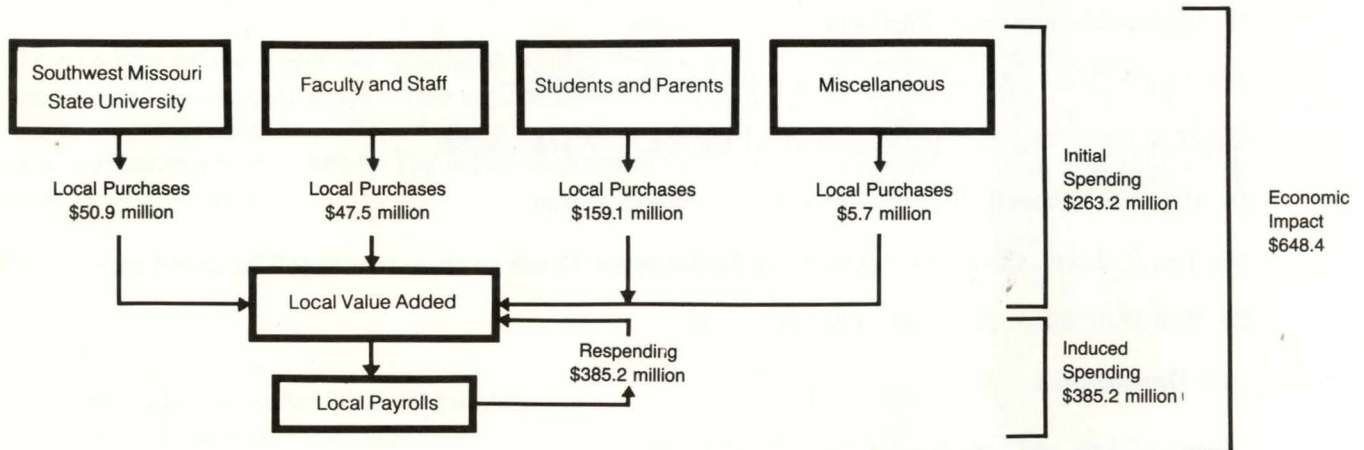 Southwest Missouri
State University
Faculty and Staff
Students and Parents
Miscellaneous
Local Purchases
$50.9 million
Local Purchases
$47.5 million
Local Purchases
$159.1 million
Local Purchases
$5.7 million
Initial
Spending
$263.2 million
Economic
Impact
$648.4
Local Value Added
Respending
$385.2 million
Induced
Spending
$385.2 million
Local Payrolls